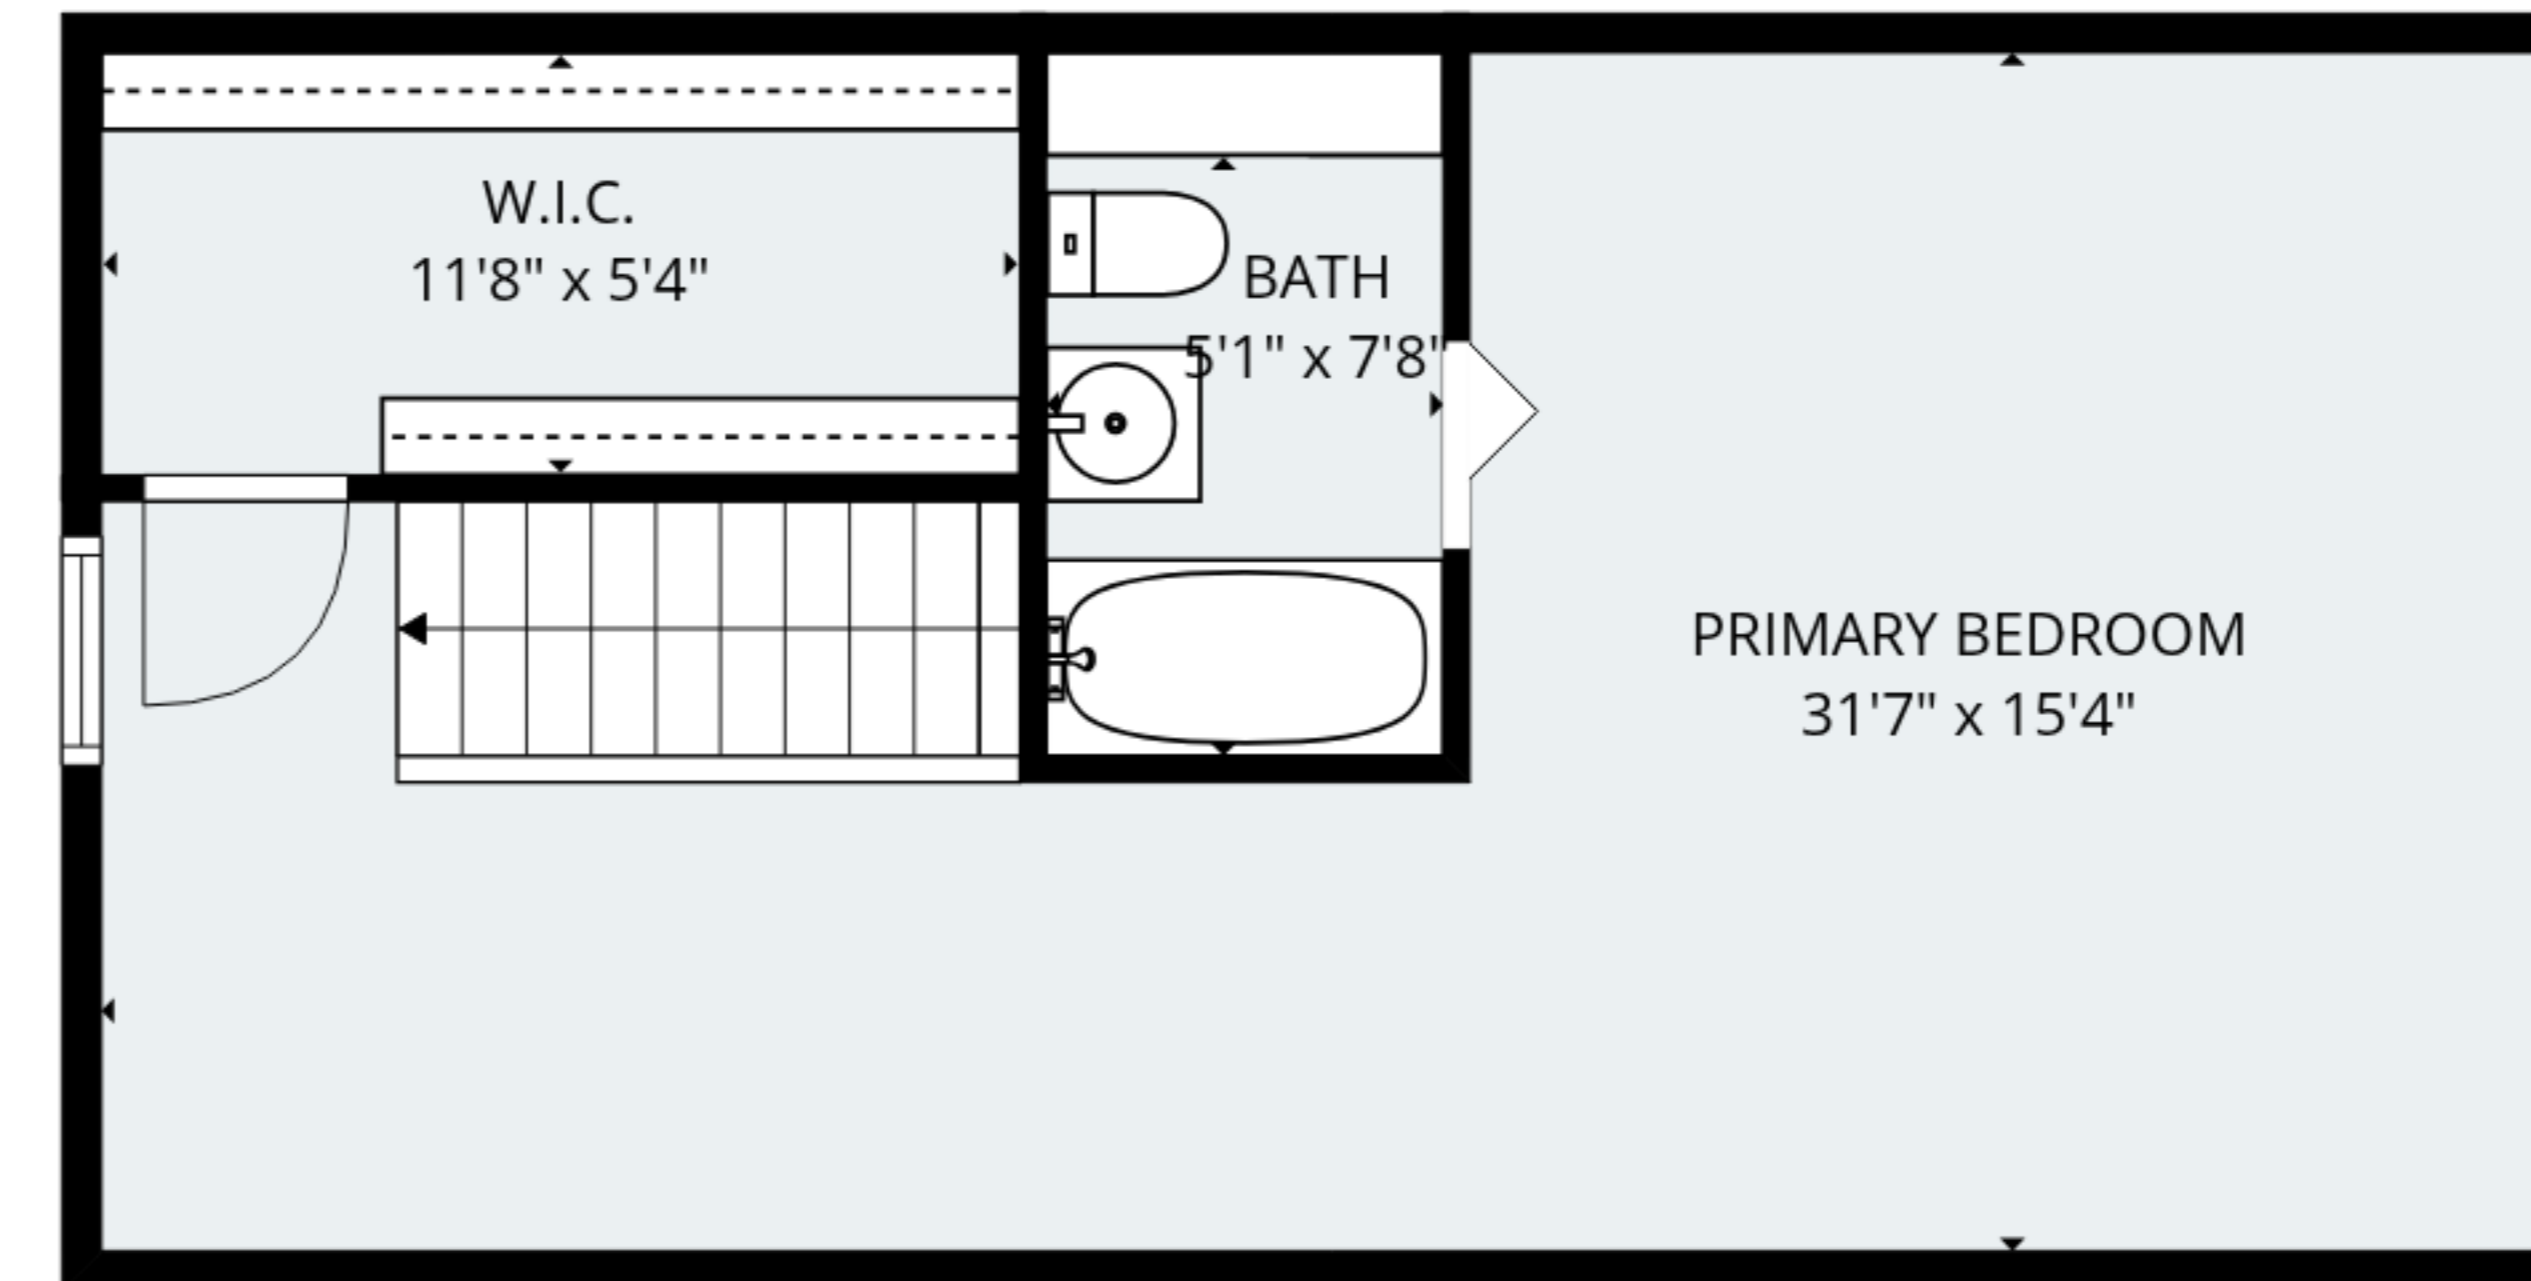 W.I.C.
11'8" x 5'4"
BATH
5'1" x 7'8"
PRIMARY BEDROOM
31'7" x 15'4"